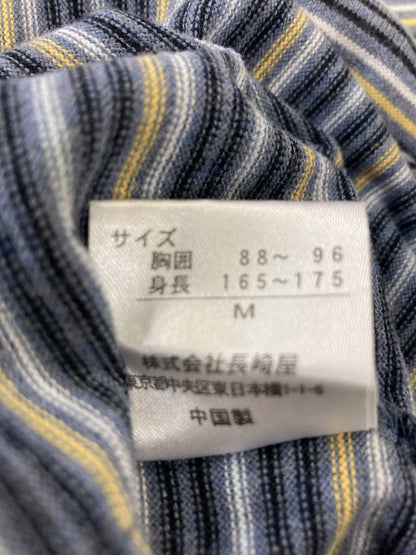 サイズ
胸囲 88～ 96
身長 165～175
M
株式会社長崎屋
東京都中央区東日本橋1-1-8
中国製